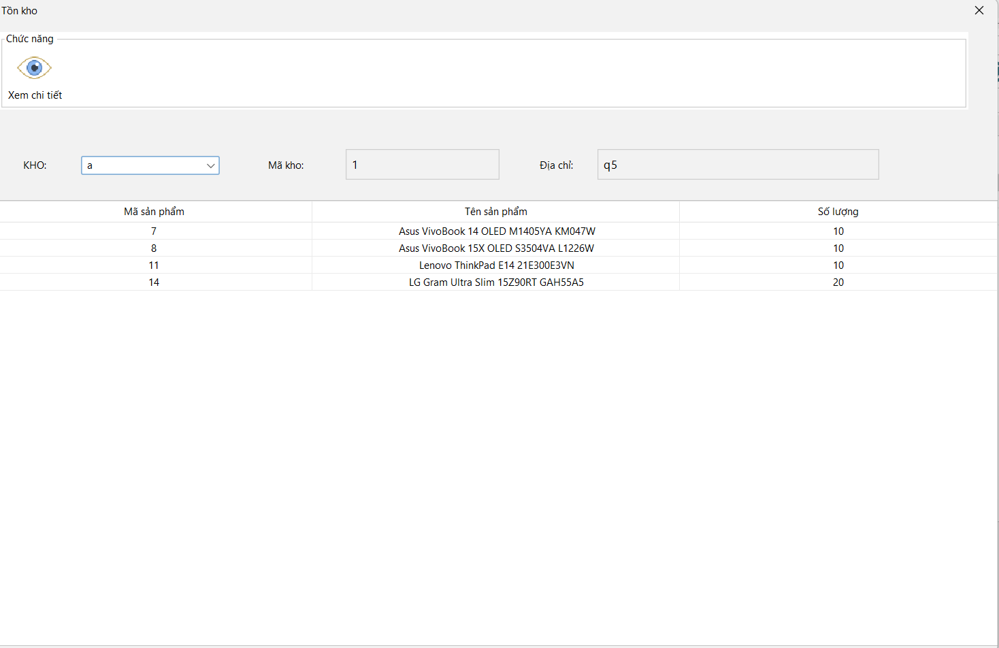 Tồn kho
Chức năng
Xem chi tiết
KHO: a Mã kho: 1 Địa chỉ: q5
Mã sản phẩm Tên sản phẩm Số lượng
7 Asus VivoBook 14 OLED M1405YA KM047W 10
8 Asus VivoBook 15X OLED S3504VA L1226W 10
11 Lenovo ThinkPad E14 21E300E3VN 10
14 LG Gram Ultra Slim 15Z90RT GAH55A5 20